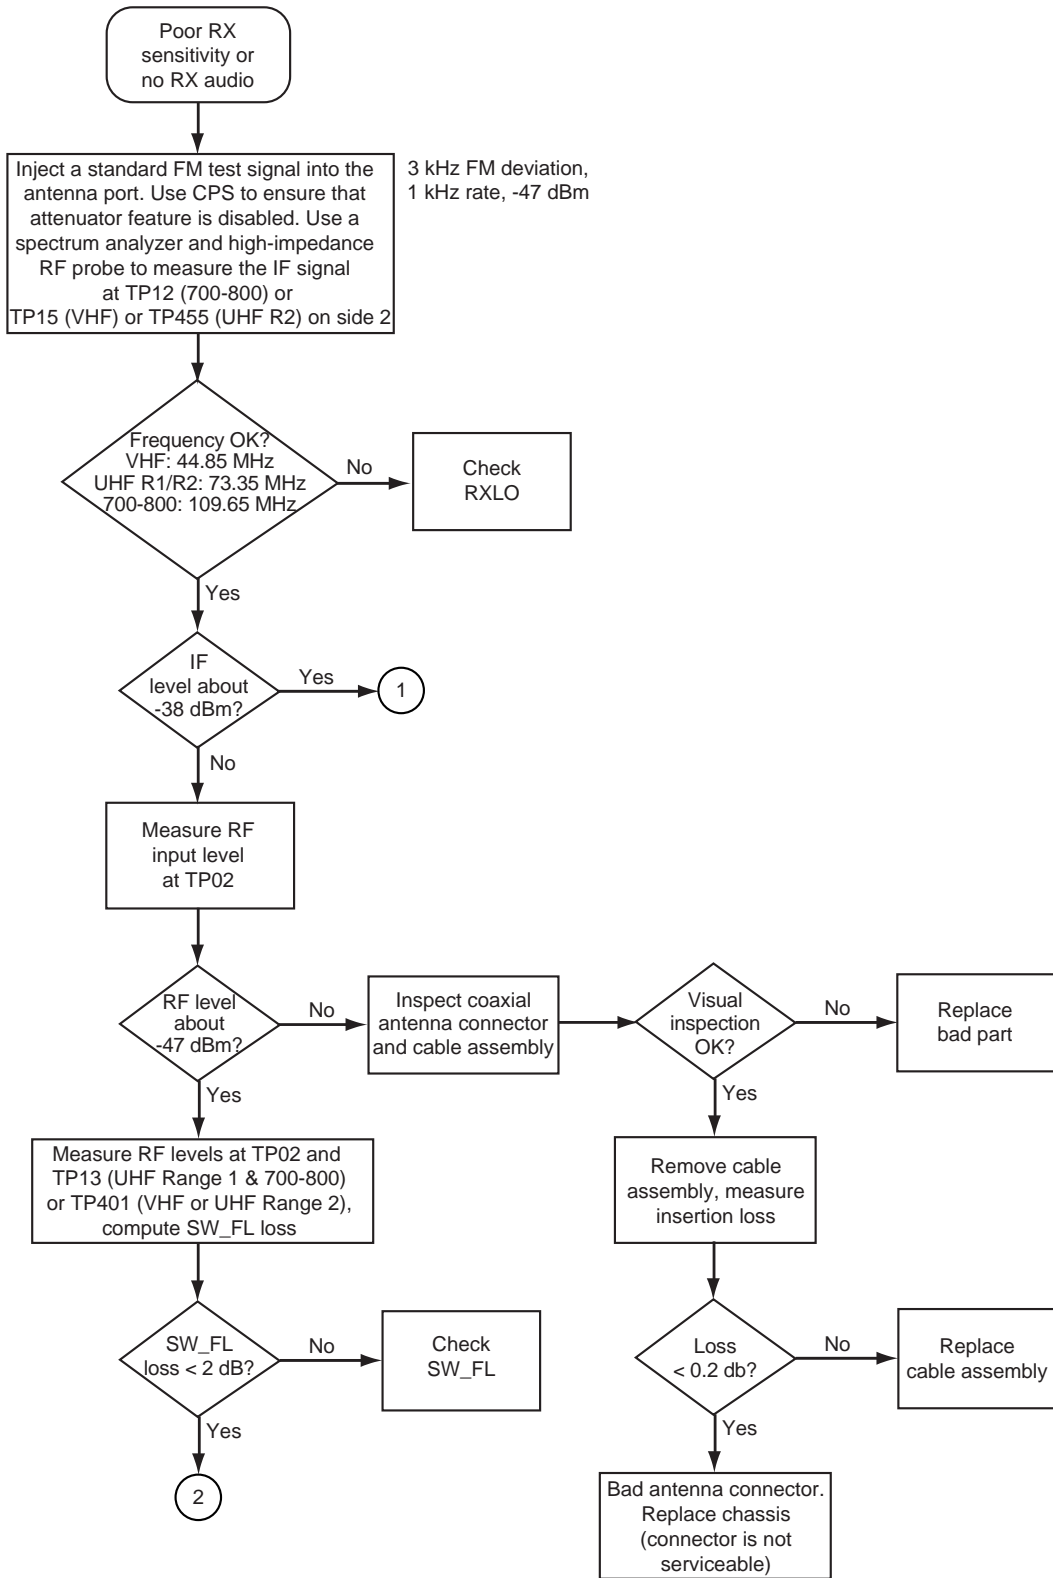 Poor RX
sensitivity or
no RX audio
Inject a standard FM test signal into the
antenna port. Use CPS to ensure that
attenuator feature is disabled. Use a
spectrum analyzer and high-impedance
RF probe to measure the IF signal
at TP12 (700-800) or
TP15 (VHF) or TP455 (UHF R2) on side 2
3 kHz FM deviation,
1 kHz rate, -47 dBm
Frequency OK?
VHF: 44.85 MHz
UHF R1/R2: 73.35 MHz
700-800: 109.65 MHz
No
Check
RXLO
Yes
IF
level about
-38 dBm?
Yes
1
No
Measure RF
input level
at TP02
RF level
about
-47 dBm?
No
Inspect coaxial
antenna connector
and cable assembly
Visual
inspection
OK?
No
Replace
bad part
Yes
Yes
Measure RF levels at TP02 and
TP13 (UHF Range 1 & 700-800)
or TP401 (VHF or UHF Range 2),
compute SW_FL loss
Remove cable
assembly, measure
insertion loss
SW_FL
loss < 2 dB?
No
Check
SW_FL
Loss
< 0.2 db?
No
Replace
cable assembly
Yes
Yes
2
Bad antenna connector.
Replace chassis
(connector is not
serviceable)